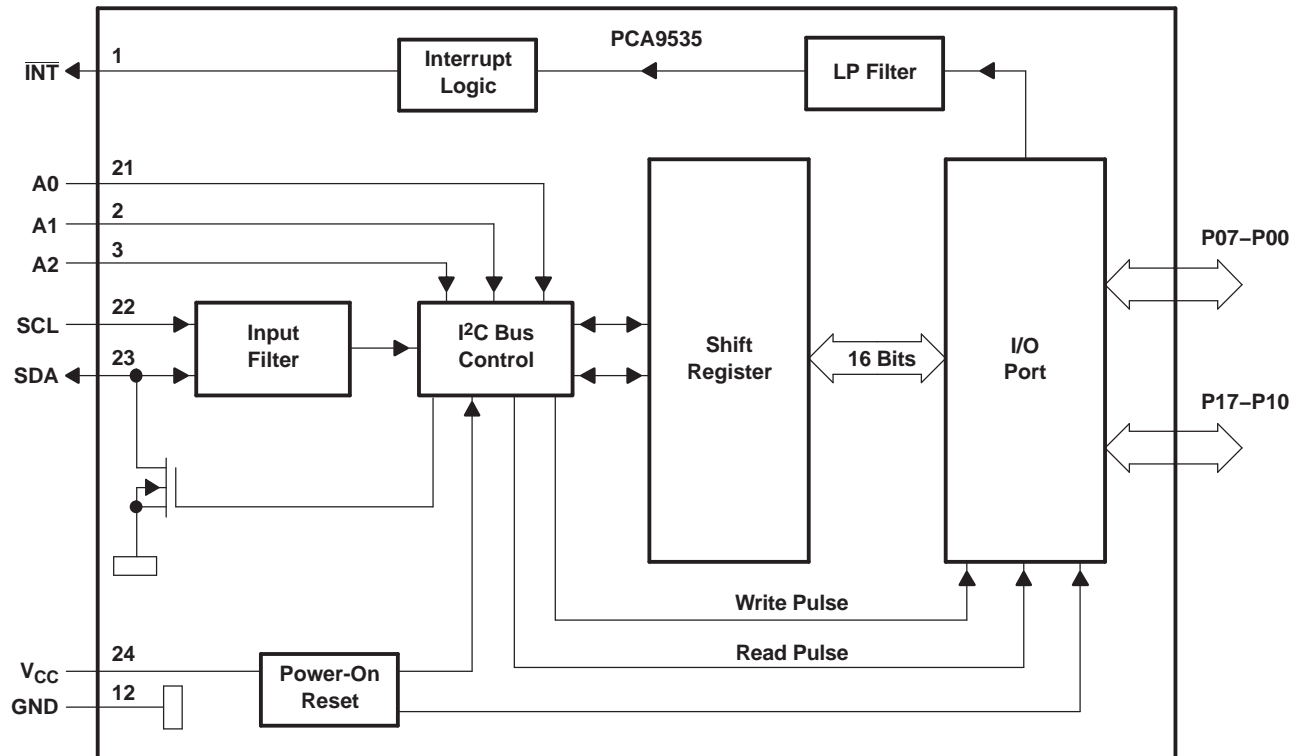 PCA9535
INT
1
Interrupt
Logic
LP Filter
A0
21
A1
2
A2
3
SCL
22
SDA
23
Input
Filter
I2C Bus
Control
Shift
Register
16 Bits
I/O
Port
P07–P00
P17–P10
Write Pulse
Read Pulse
VCC
24
GND
12
Power-On
Reset